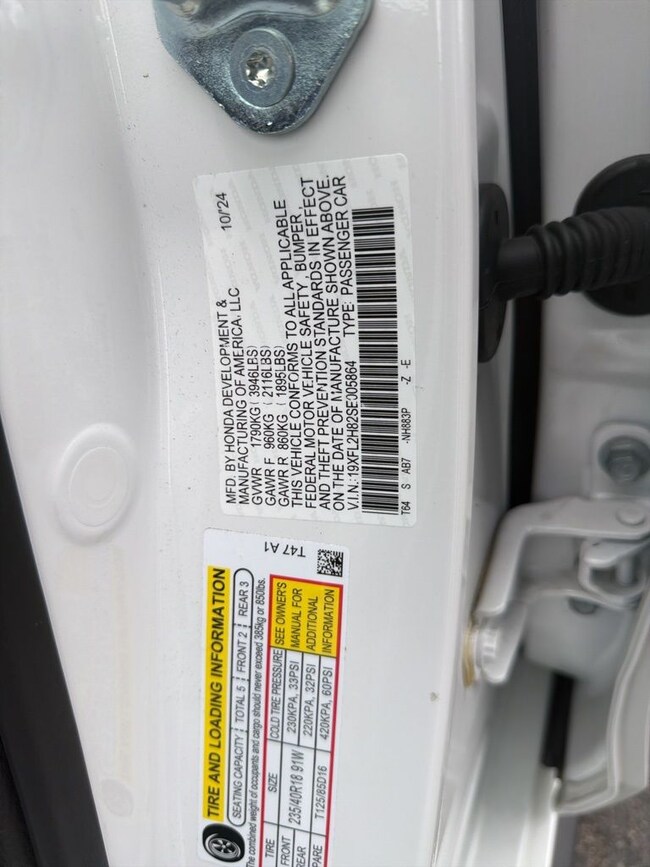 MFD. BY HONDA DEVELOPMENT & 10/'24
MANUFACTURING OF AMERICA, LLC
GVWR 1790KG ( 3946LBS)
GAWR F 960KG ( 2116LBS)
GAWR R 860KG ( 1895LBS)
THIS VEHICLE CONFORMS TO ALL APPLICABLE
FEDERAL MOTOR VEHICLE SAFETY, BUMPER,
AND THEFT PREVENTION STANDARDS IN EFFECT
ON THE DATE OF MANUFACTURE SHOWN ABOVE.
V.I.N.: 19XFL2H82SE005864 TYPE: PASSENGER CAR
T64 S AB7 -NH883P -Z -E
TIRE AND LOADING INFORMATION T47 A1
SEATING CAPACITY TOTAL 5 FRONT 2 REAR 3
The combined weight of occupants and cargo should never exceed 385kg or 850lbs.
TIRE SIZE COLD TIRE PRESSURE SEE OWNER'S
FRONT 235/40R18 91W 230KPA, 33PSI MANUAL FOR
REAR 220KPA, 32PSI ADDITIONAL
SPARE T125/85D16 420KPA, 60PSI INFORMATION